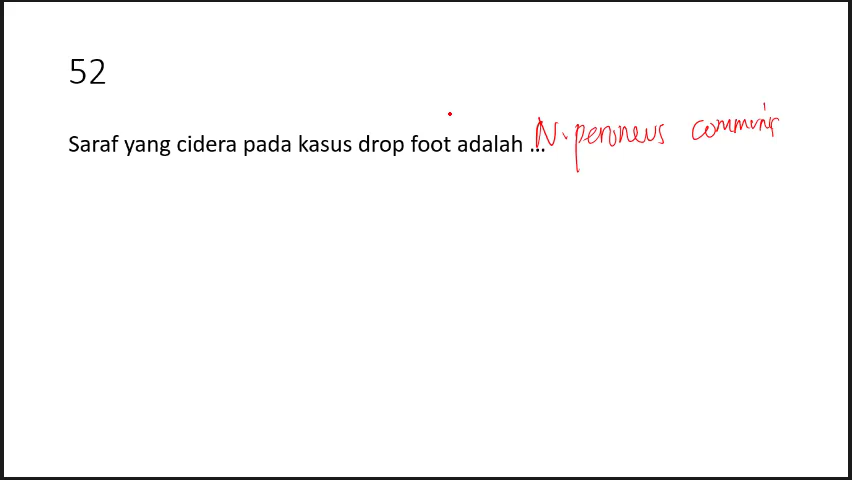 52
Saraf yang cidera pada kasus drop foot adalah ... N. peroneus communis